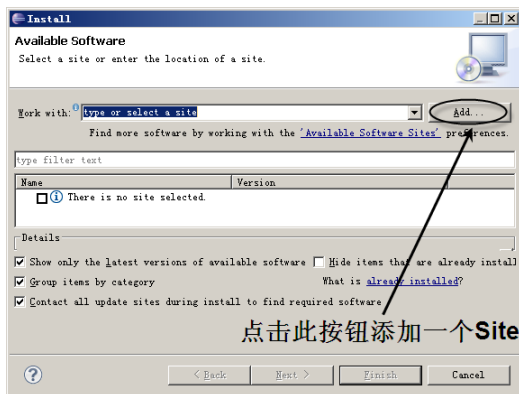 Install
Available Software
Select a site or enter the location of a site.
Work with: type or select a site Add...
Find more software by working with the 'Available Software Sites' preferences.
type filter text
Name Version
There is no site selected.
Details
Show only the latest versions of available software Hide items that are already install
Group items by category What is already installed?
Contact all update sites during install to find required software
点击此按钮添加一个Site
? < Back Next > Finish Cancel